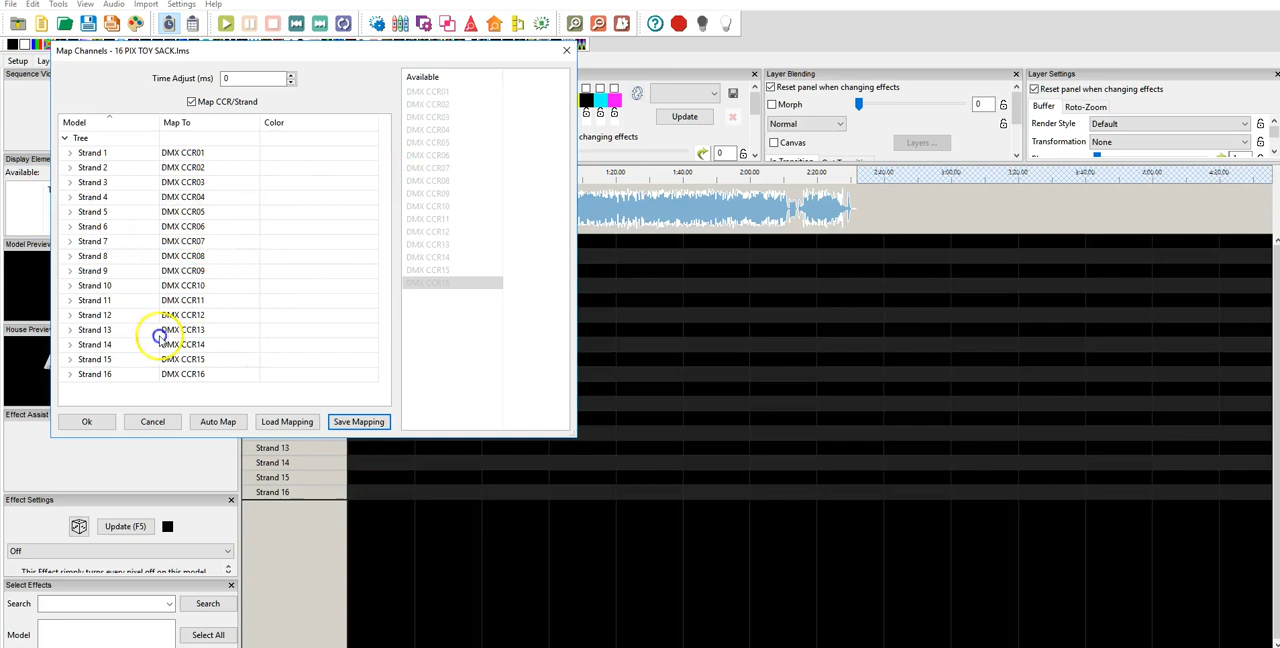 File Edit Tools View Audio Import Settings Help
Map Channels - 16 PIX TOY SACK.lms
Setup
Sequence
Display Eleme
Available:
Model Preview
House Preview
Effect Assist
Time Adjust (ms) 0
Map CCR/Strand
Model Map To Color
Tree
Strand 1 DMX CCR01
Strand 2 DMX CCR02
Strand 3 DMX CCR03
Strand 4 DMX CCR04
Strand 5 DMX CCR05
Strand 6 DMX CCR06
Strand 7 DMX CCR07
Strand 8 DMX CCR08
Strand 9 DMX CCR09
Strand 10 DMX CCR10
Strand 11 DMX CCR11
Strand 12 DMX CCR12
Strand 13 DMX CCR13
Strand 14 DMX CCR14
Strand 15 DMX CCR15
Strand 16 DMX CCR16
Ok Cancel Auto Map Load Mapping Save Mapping
Available
DMX CCR01
DMX CCR02
DMX CCR03
DMX CCR04
DMX CCR05
DMX CCR06
DMX CCR07
DMX CCR08
DMX CCR09
DMX CCR10
DMX CCR11
DMX CCR12
DMX CCR13
DMX CCR14
DMX CCR15
DMX CCR16
Update
changing effects
0
Layer Blending
Reset panel when changing effects
Morph 0
Normal
Canvas Layers ...
Layer Settings
Reset panel when changing effects
Buffer Roto-Zoom
Render Style Default
Transformation None
1:20.00 1:40.00 2:00.00 2:20.00 2:40.00 3:00.00 3:20.00 3:40.00 4:00.00 4:20.00
Strand 13
Strand 14
Strand 15
Strand 16
Effect Settings
Update (F5)
Off
This Effect simply turns every pixel off on this model
Select Effects
Search Search
Model Select All